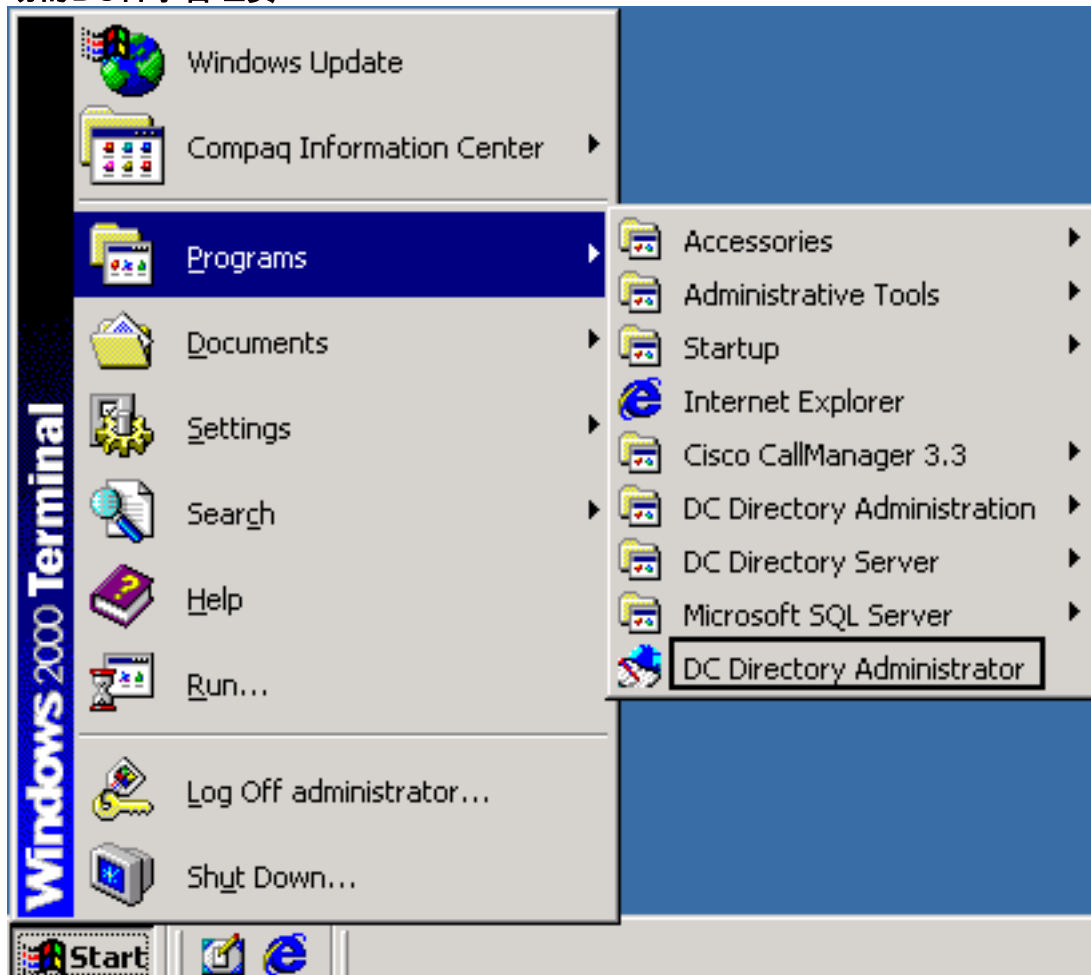 Windows Update
Compaq Information Center
Programs
Documents
Settings
Search
Help
Run...
Log Off administrator...
Shut Down...
Windows 2000 Terminal
Accessories
Administrative Tools
Startup
Internet Explorer
Cisco CallManager 3.3
DC Directory Administration
DC Directory Server
Microsoft SQL Server
DC Directory Administrator
Start